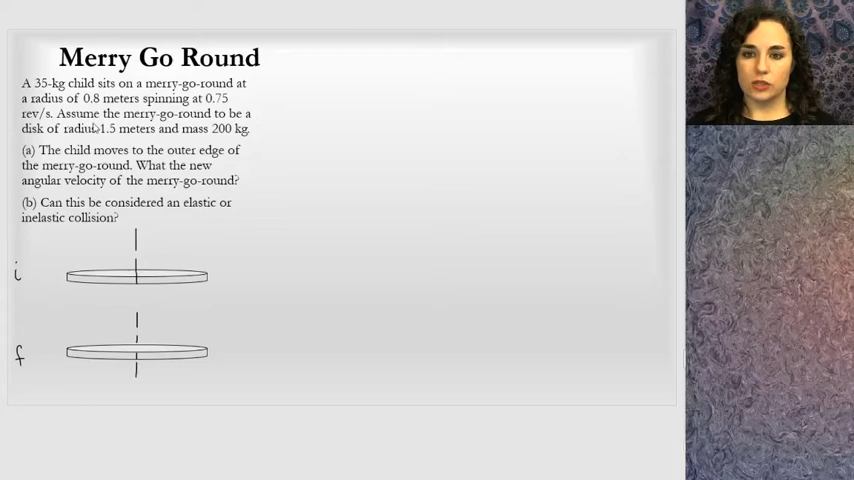 Merry Go Round
A 35-kg child sits on a merry-go-round at
a radius of 0.8 meters spinning at 0.75
rev/s. Assume the merry-go-round to be a
disk of radius 1.5 meters and mass 200 kg.
(a) The child moves to the outer edge of
the merry-go-round. What the new
angular velocity of the merry-go-round?
(b) Can this be considered an elastic or
inelastic collision?
i
f